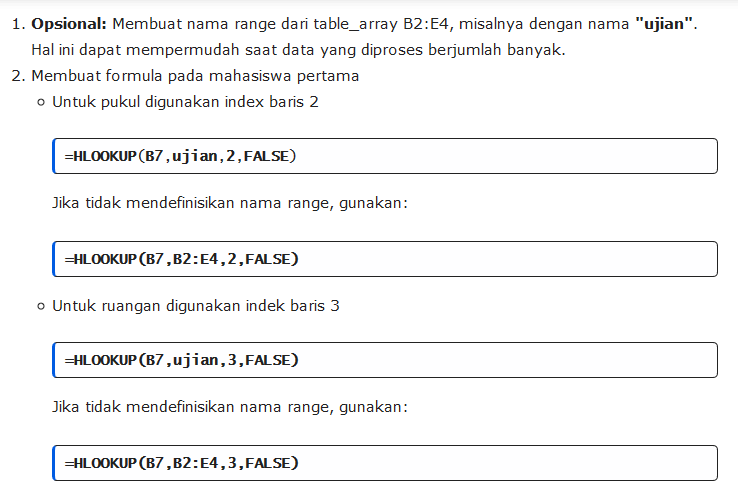 1. Opsional: Membuat nama range dari table_array B2:E4, misalnya dengan nama "ujian".
Hal ini dapat mempermudah saat data yang diproses berjumlah banyak.
2. Membuat formula pada mahasiswa pertama
Untuk pukul digunakan index baris 2
=HLOOKUP(B7,ujian,2,FALSE)
Jika tidak mendefinisikan nama range, gunakan:
=HLOOKUP(B7,B2:E4,2,FALSE)
Untuk ruangan digunakan indek baris 3
=HLOOKUP(B7,ujian,3,FALSE)
Jika tidak mendefinisikan nama range, gunakan:
=HLOOKUP(B7,B2:E4,3,FALSE)